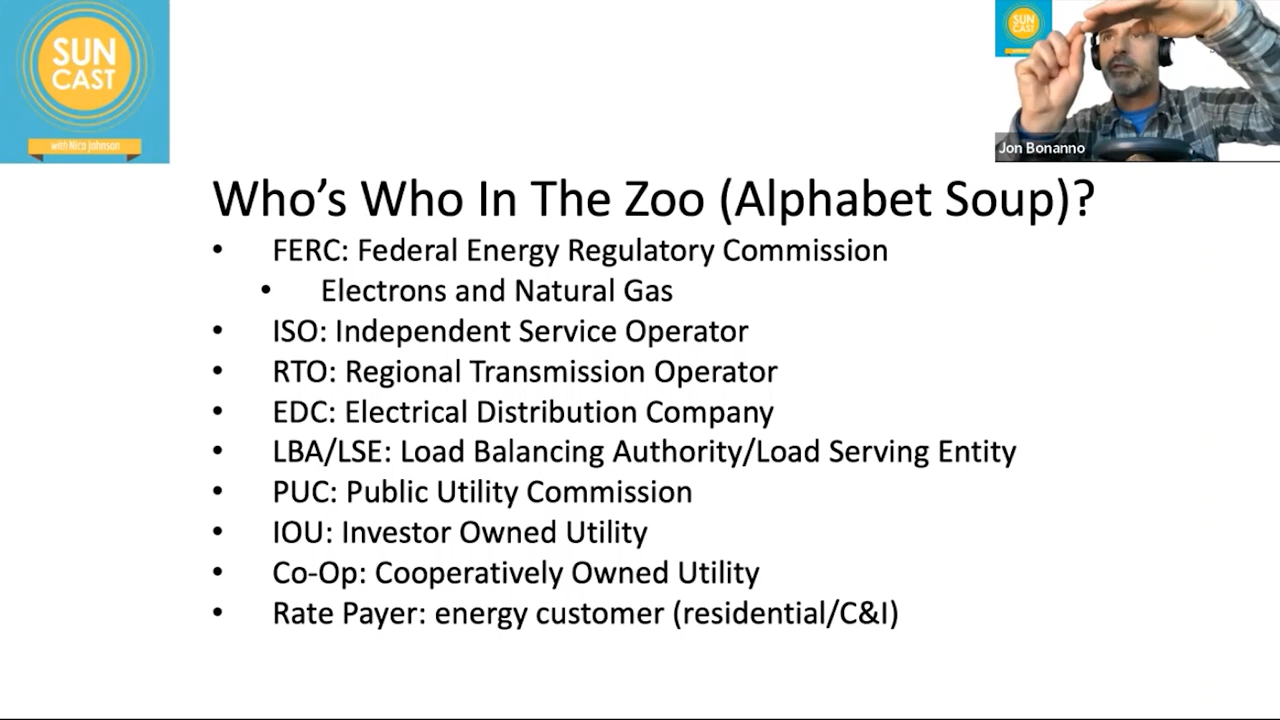 SUN
CAST
with Nico Johnson
SUN
CAST
Jon Bonanno
Who's Who In The Zoo (Alphabet Soup)?
• FERC: Federal Energy Regulatory Commission
• Electrons and Natural Gas
• ISO: Independent Service Operator
• RTO: Regional Transmission Operator
• EDC: Electrical Distribution Company
• LBA/LSE: Load Balancing Authority/Load Serving Entity
• PUC: Public Utility Commission
• IOU: Investor Owned Utility
• Co-Op: Cooperatively Owned Utility
• Rate Payer: energy customer (residential/C&I)